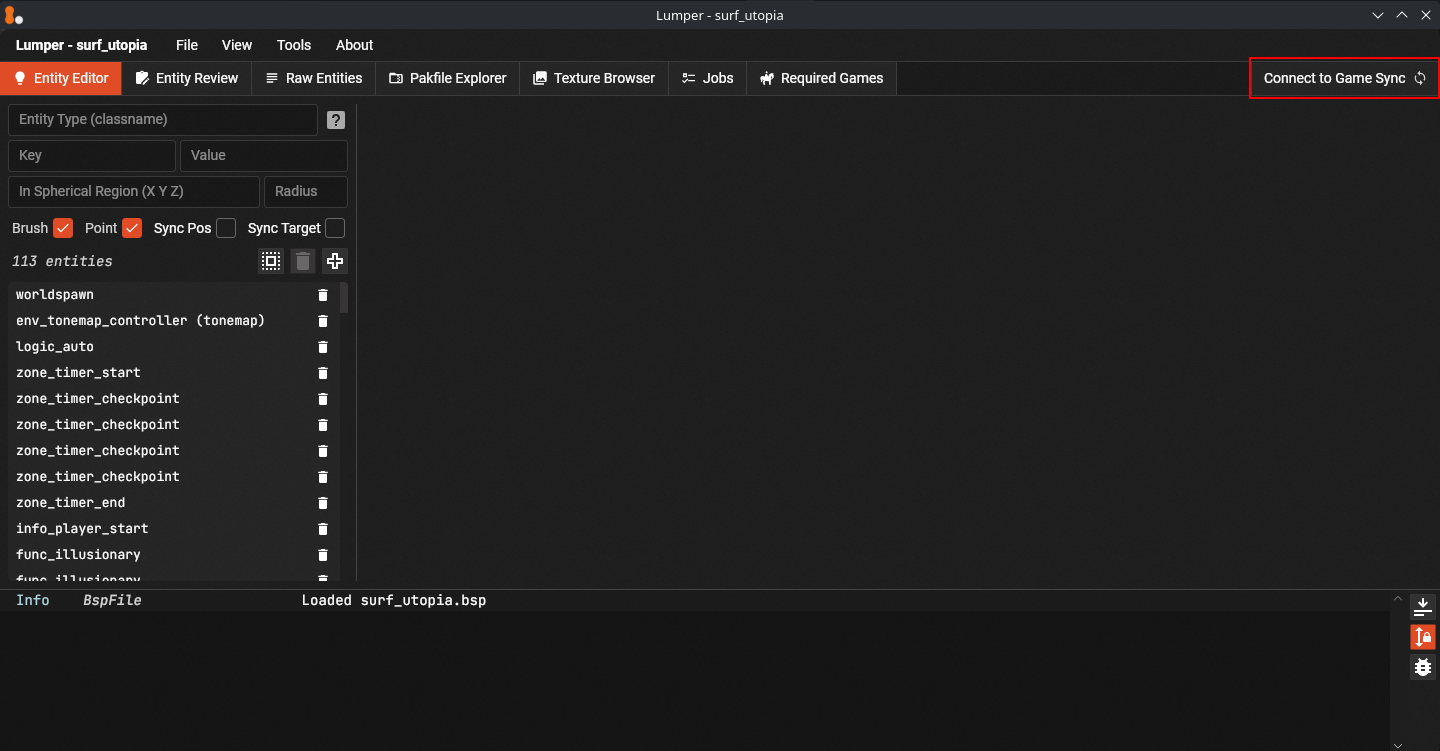 Lumper - surf_utopia
Lumper - surf_utopia File View Tools About
Entity Editor Entity Review Raw Entities Pakfile Explorer Texture Browser Jobs Required Games Connect to Game Sync
Entity Type (classname) ?
Key Value
In Spherical Region (X Y Z) Radius
Brush Point Sync Pos Sync Target
113 entities
worldspawn
env_tonemap_controller (tonemap)
logic_auto
zone_timer_start
zone_timer_checkpoint
zone_timer_checkpoint
zone_timer_checkpoint
zone_timer_checkpoint
zone_timer_end
info_player_start
func_illusionary
func_illusionary
Info BspFile Loaded surf_utopia.bsp